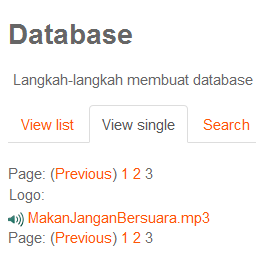 Database
Langkah-langkah membuat database
View list View single Search
Page: (Previous) 1 2 3
Logo:
MakanJanganBersuara.mp3
Page: (Previous) 1 2 3